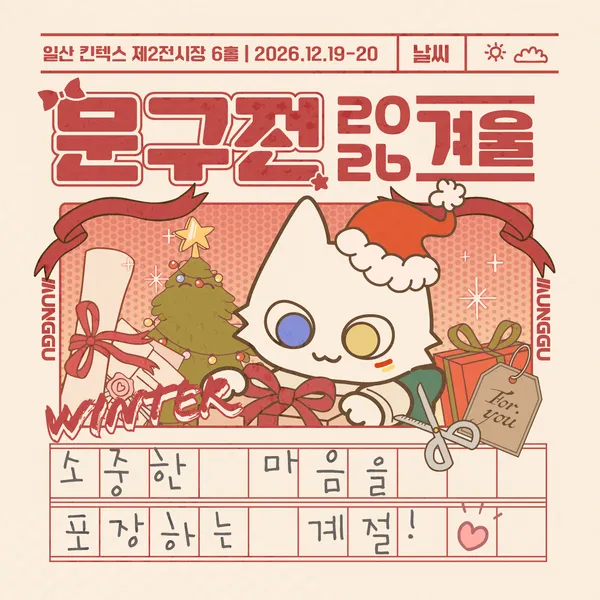 일산 킨텍스 제2전시장 6홀 | 2026.12.19-20 | 날씨
문구전 2026 겨울
MUNGGU
MUNGGU
For. you
WINTER
소중한 마음을
포장하는 계절!